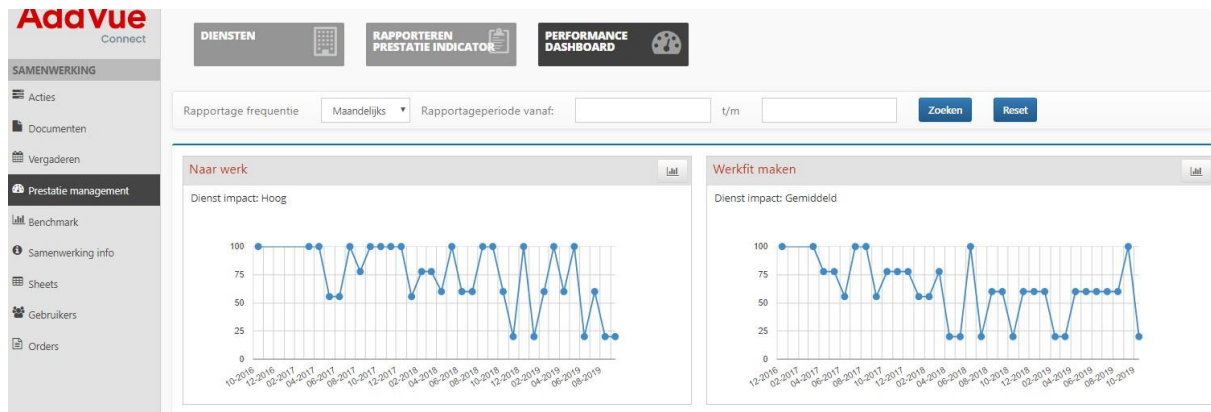 AddVue
Connect
DIENSTEN
RAPPORTEREN
PRESTATIE INDICATOR
PERFORMANCE
DASHBOARD
SAMENWERKING
Acties
Documenten
Vergaderen
Prestatie management
Benchmark
Samenwerking info
Sheets
Gebruikers
Orders
Rapportage frequentie
Maandelijks
Rapportageperiode vanaf:
t/m
Zoeken
Reset
Naar werk
Dienst impact: Hoog
100
75
50
25
0
10-2016
12-2016
02-2017
04-2017
06-2017
08-2017
10-2017
12-2017
02-2018
04-2018
06-2018
08-2018
10-2018
12-2018
02-2019
04-2019
06-2019
08-2019
Werkfit maken
Dienst impact: Gemiddeld
100
75
50
25
0
12-2016
02-2017
04-2017
06-2017
08-2017
10-2017
12-2017
02-2018
04-2018
06-2018
08-2018
10-2018
12-2018
02-2019
04-2019
06-2019
08-2019
10-2019